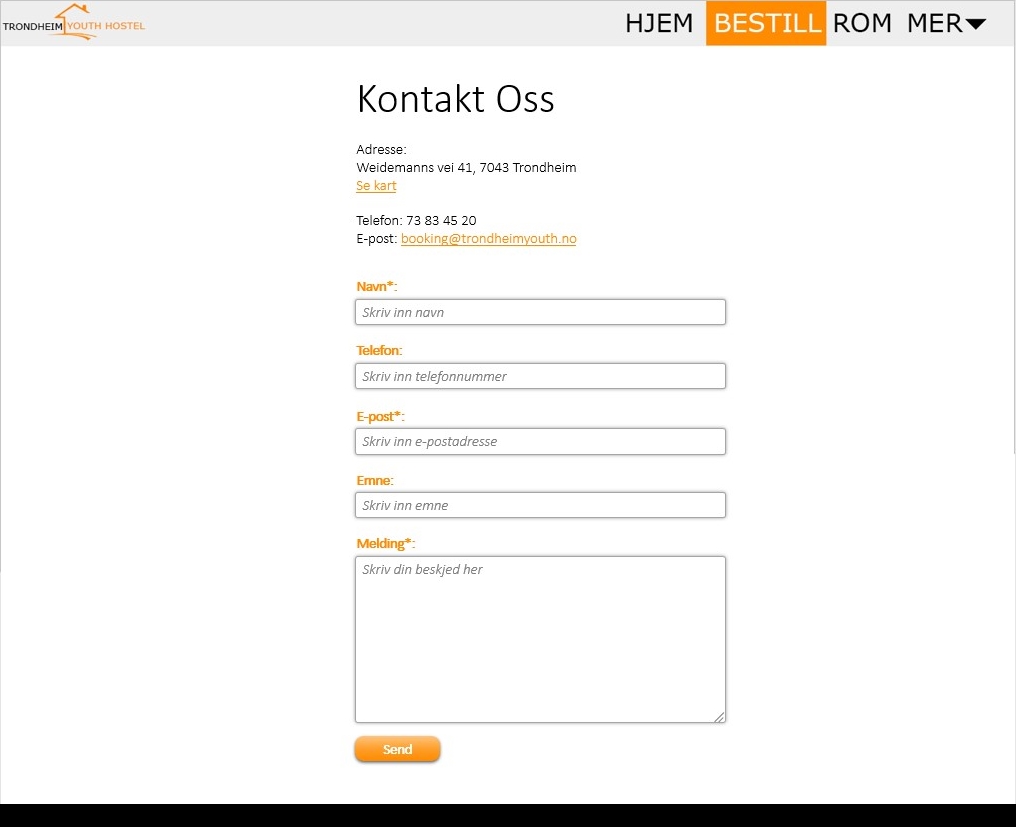 TRONDHEIM YOUTH HOSTEL
HJEM BESTILL ROM MER
Kontakt Oss
Adresse:
Weidemanns vei 41, 7043 Trondheim
Se kart
Telefon: 73 83 45 20
E-post: booking@trondheimyouth.no
Navn*:
Skriv inn navn
Telefon:
Skriv inn telefonnummer
E-post*:
Skriv inn e-postadresse
Emne:
Skriv inn emne
Melding*:
Skriv din beskjed her
Send